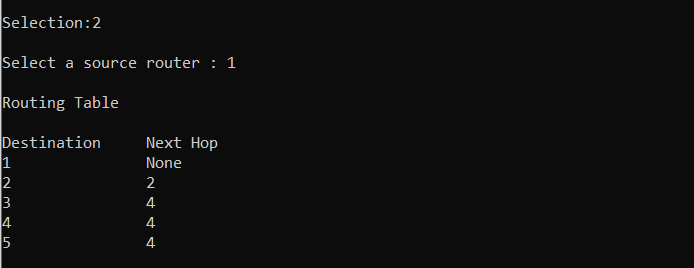 Selection:2
Select a source router : 1
Routing Table
Destination     Next Hop
1               None
2               2
3               4
4               4
5               4